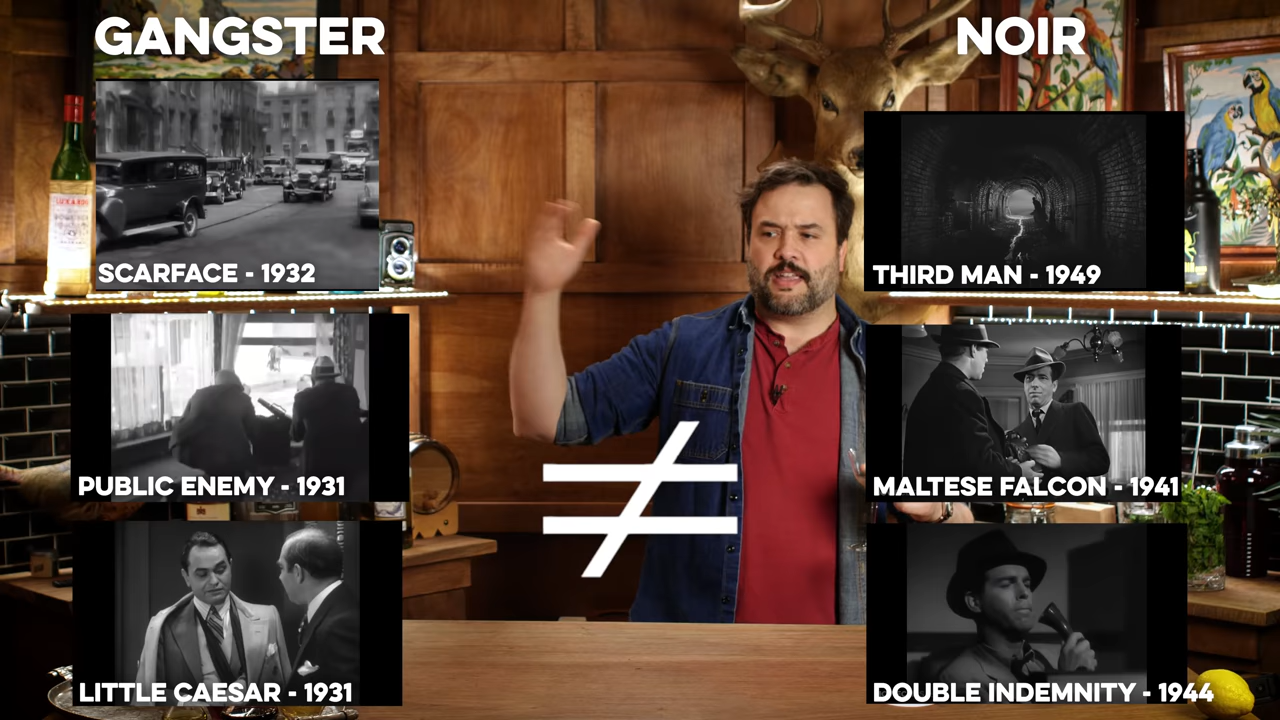 GANGSTER
SCARFACE - 1932
PUBLIC ENEMY - 1931
LITTLE CAESAR - 1931
≠
NOIR
THIRD MAN - 1949
MALTESE FALCON - 1941
DOUBLE INDEMNITY - 1944
LUXARDO